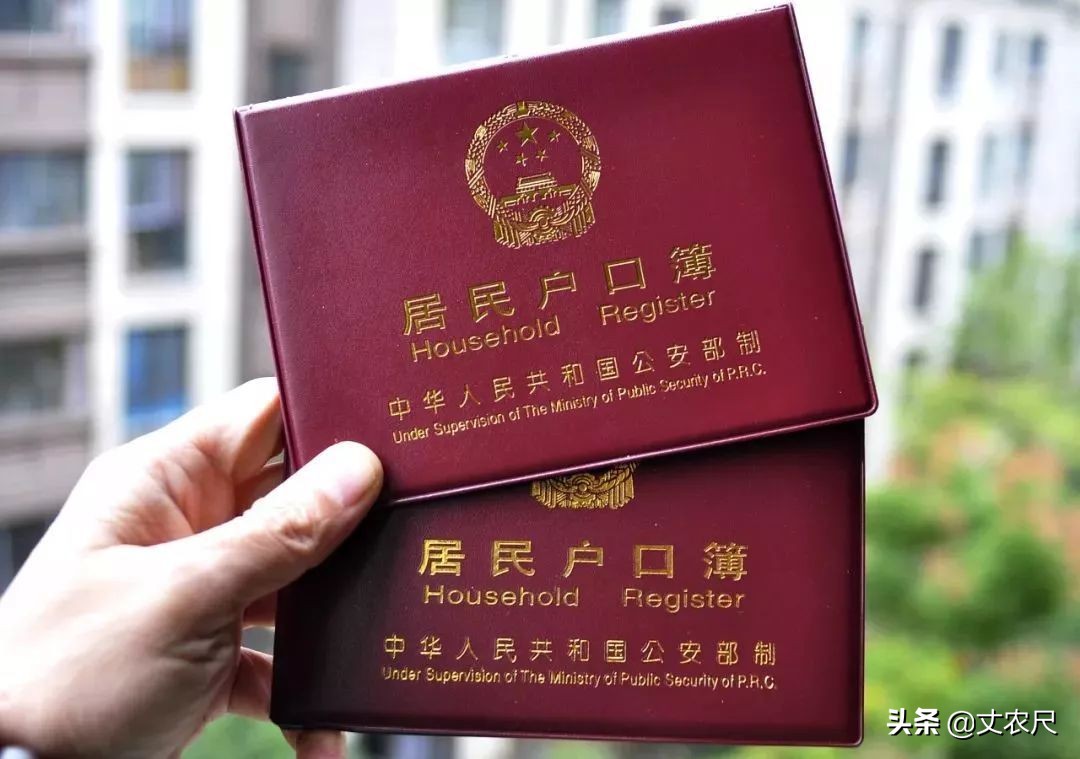 居民户口簿
Household Register
中华人民共和国公安部制
Under Supervision of The Ministry of Public Security of P.R.C.
居民户口簿
Household Register
中华人民共和国公安部制
Under Supervision of The Ministry of Public Security of P.R.C.
头条 @丈农尺